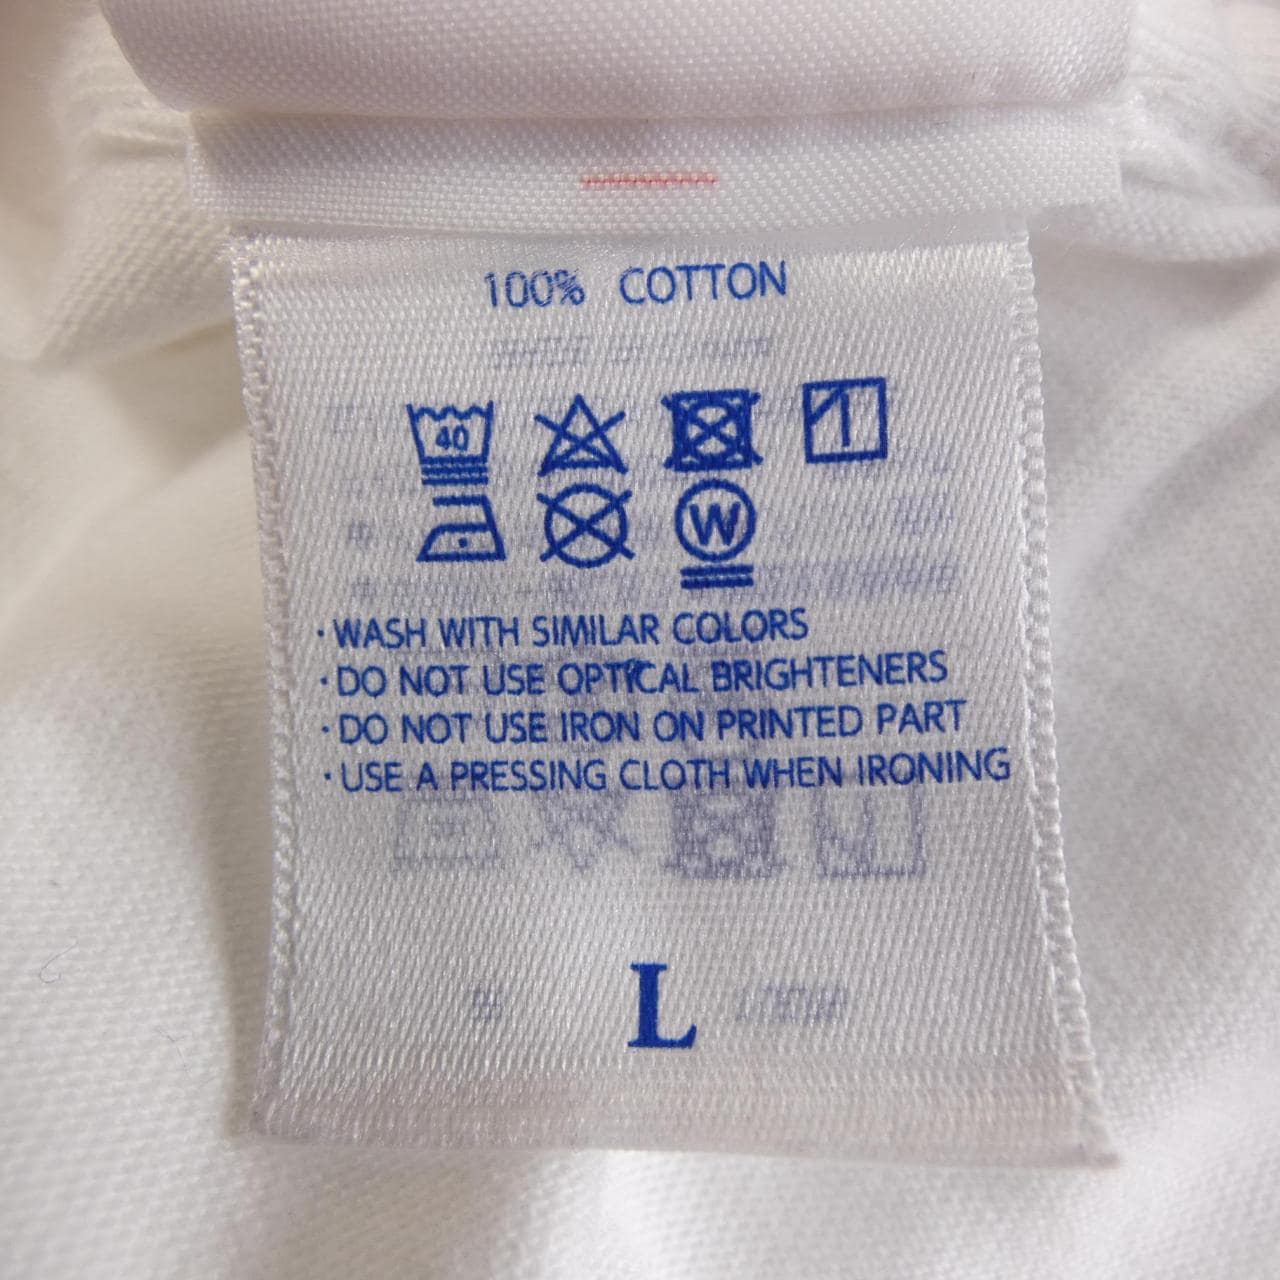 100% COTTON
40
W
· WASH WITH SIMILAR COLORS
· DO NOT USE OPTICAL BRIGHTENERS
· DO NOT USE IRON ON PRINTED PART
· USE A PRESSING CLOTH WHEN IRONING
L